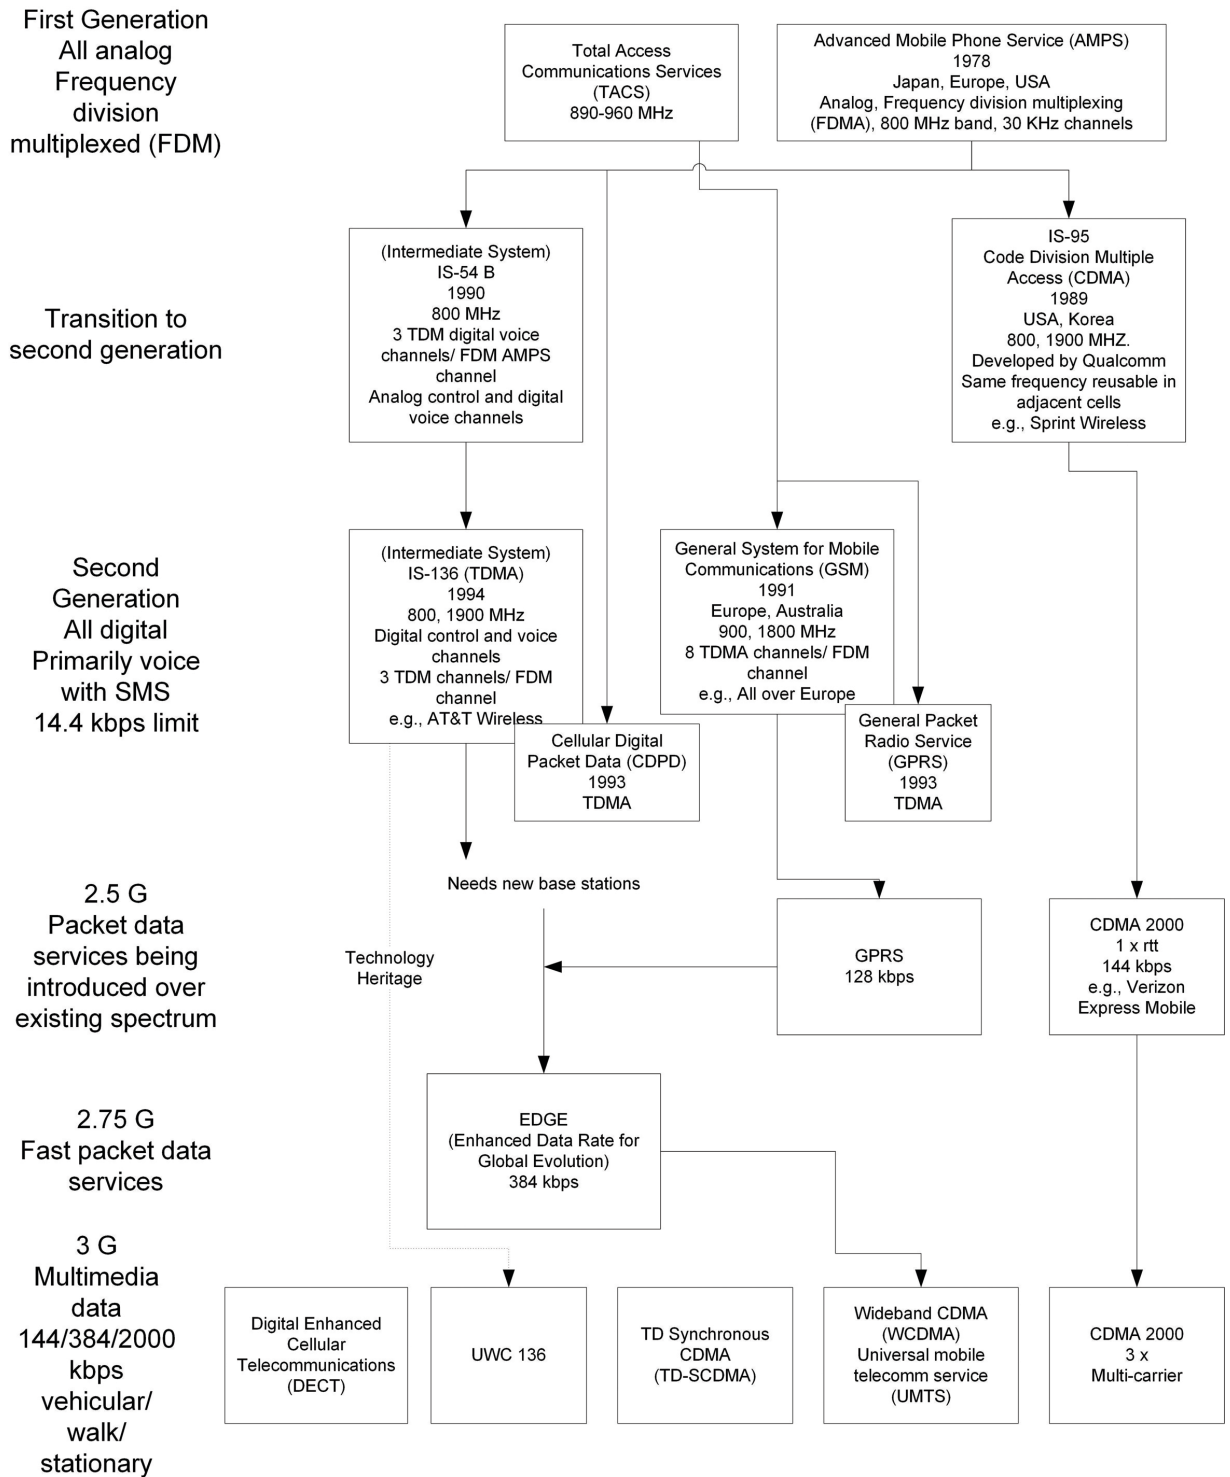 First Generation
All analog
Frequency
division
multiplexed (FDM)
Total Access
Communications Services
(TACS)
890-960 MHz
Advanced Mobile Phone Service (AMPS)
1978
Japan, Europe, USA
Analog, Frequency division multiplexing
(FDMA), 800 MHz band, 30 KHz channels
Transition to
second generation
(Intermediate System)
IS-54 B
1990
800 MHz
3 TDM digital voice
channels/ FDM AMPS
channel
Analog control and digital
voice channels
IS-95
Code Division Multiple
Access (CDMA)
1989
USA, Korea
800, 1900 MHZ.
Developed by Qualcomm
Same frequency reusable in
adjacent cells
e.g., Sprint Wireless
Second
Generation
All digital
Primarily voice
with SMS
14.4 kbps limit
(Intermediate System)
IS-136 (TDMA)
1994
800, 1900 MHz
Digital control and voice
channels
3 TDM channels/ FDM
channel
e.g., AT&T Wireless
Cellular Digital
Packet Data (CDPD)
1993
TDMA
General System for Mobile
Communications (GSM)
1991
Europe, Australia
900, 1800 MHz
8 TDMA channels/ FDM
channel
e.g., All over Europe
General Packet
Radio Service
(GPRS)
1993
TDMA
2.5 G
Packet data
services being
introduced over
existing spectrum
Needs new base stations
Technology
Heritage
GPRS
128 kbps
CDMA 2000
1 x rtt
144 kbps
e.g., Verizon
Express Mobile
2.75 G
Fast packet data
services
EDGE
(Enhanced Data Rate for
Global Evolution)
384 kbps
3 G
Multimedia
data
144/384/2000
kbps
vehicular/
walk/
stationary
Digital Enhanced
Cellular
Telecommunications
(DECT)
UWC 136
TD Synchronous
CDMA
(TD-SCDMA)
Wideband CDMA
(WCDMA)
Universal mobile
telecomm service
(UMTS)
CDMA 2000
3 x
Multi-carrier